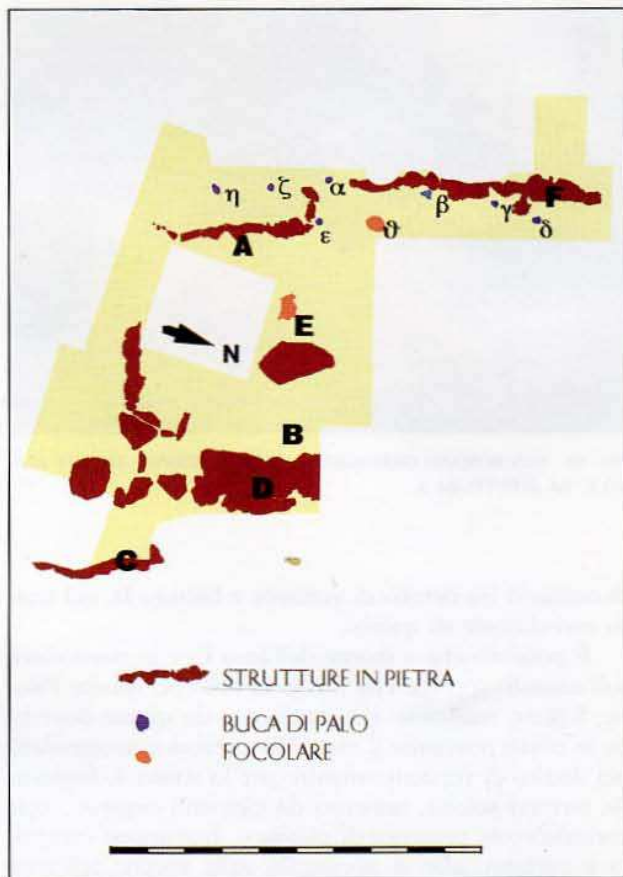 α
η ζ β F
γ
ε ϑ δ
A
E
N
B
D
C
STRUTTURE IN PIETRA
BUCA DI PALO
FOCOLARE